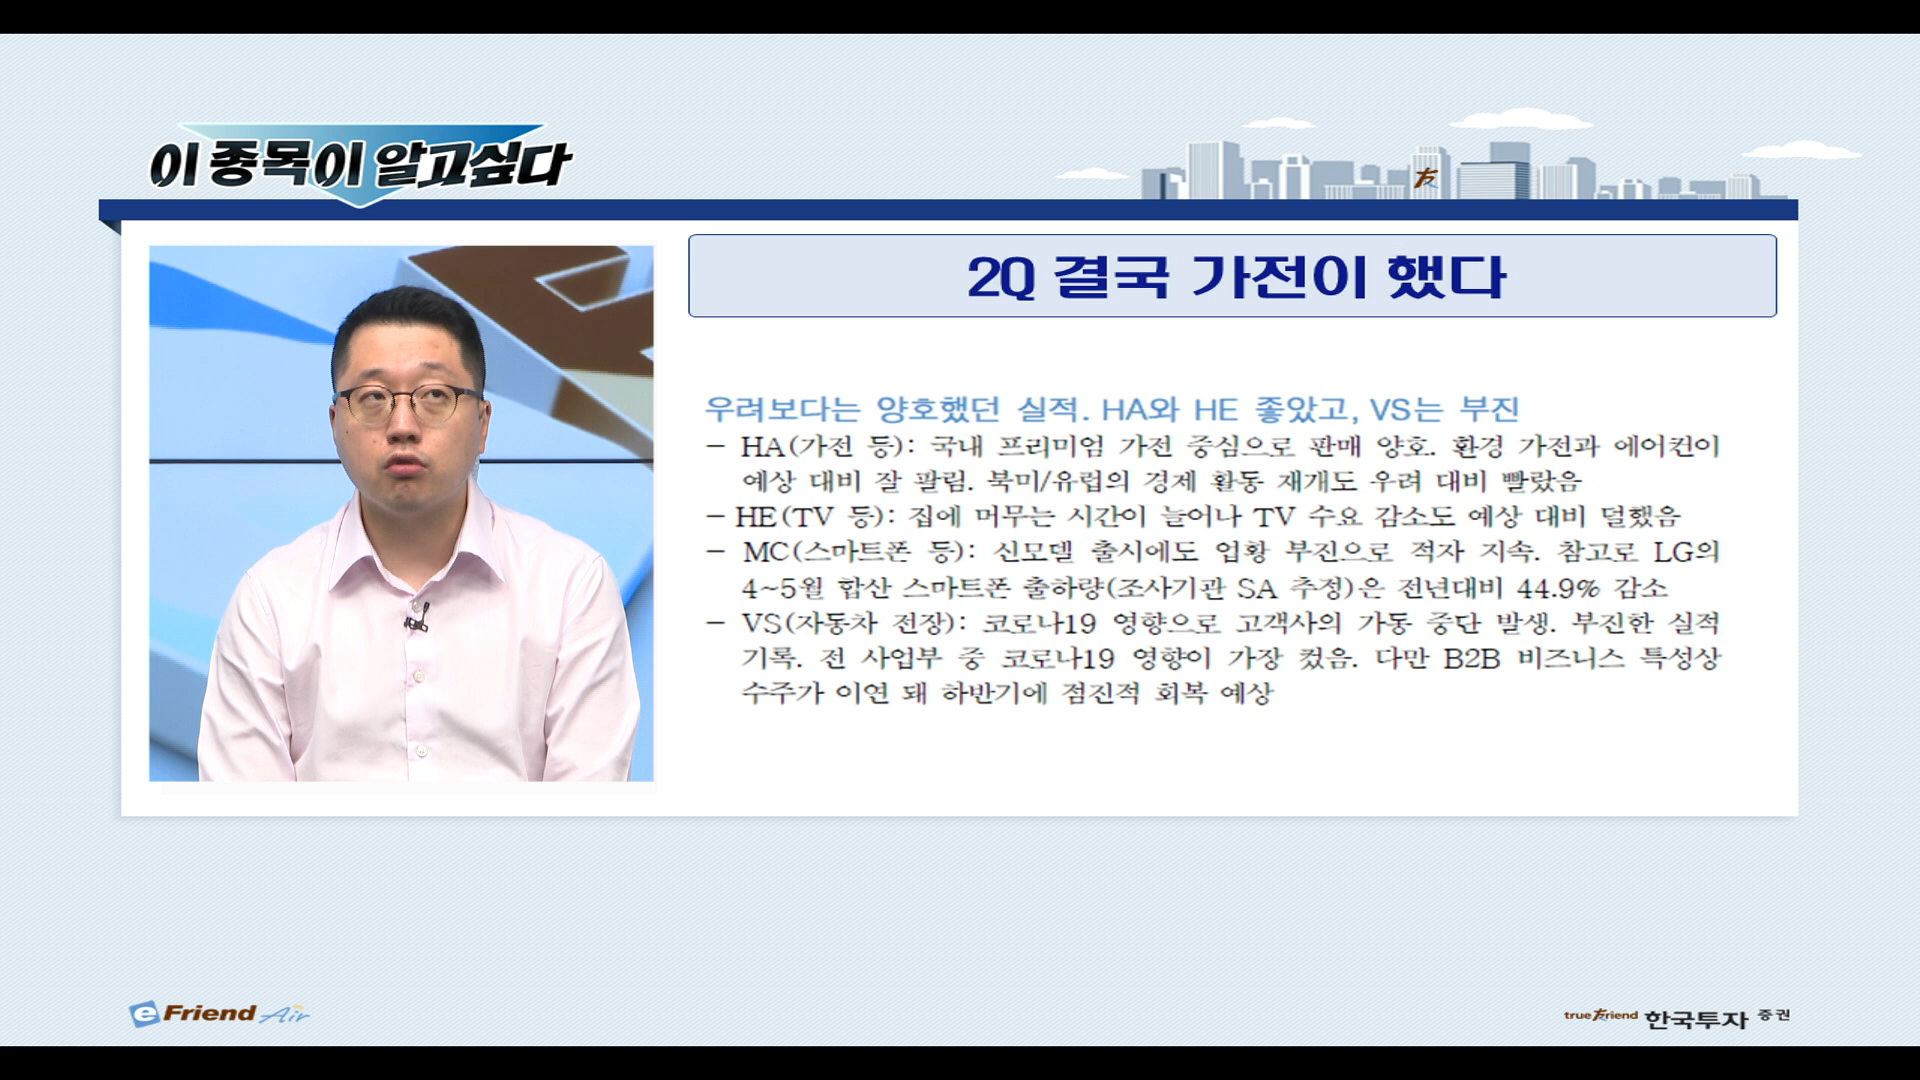 이 종목이 알고싶다
友
2Q 결국 가전이 했다
우려보다는 양호했던 실적. HA와 HE 좋았고, VS는 부진
- HA(가전 등): 국내 프리미엄 가전 중심으로 판매 양호. 환경 가전과 에어컨이
예상 대비 잘 팔림. 북미/유럽의 경제 활동 재개도 우려 대비 빨랐음
- HE(TV 등): 집에 머무는 시간이 늘어나 TV 수요 감소도 예상 대비 덜했음
- MC(스마트폰 등): 신모델 출시에도 업황 부진으로 적자 지속. 참고로 LG의
4~5월 합산 스마트폰 출하량(조사기관 SA 추정)은 전년대비 44.9% 감소
- VS(자동차 전장): 코로나19 영향으로 고객사의 가동 중단 발생. 부진한 실적
기록. 전 사업부 중 코로나19 영향이 가장 컸음. 다만 B2B 비즈니스 특성상
수주가 이연 돼 하반기에 점진적 회복 예상
e Friend Air
true友riend 한국투자 증권